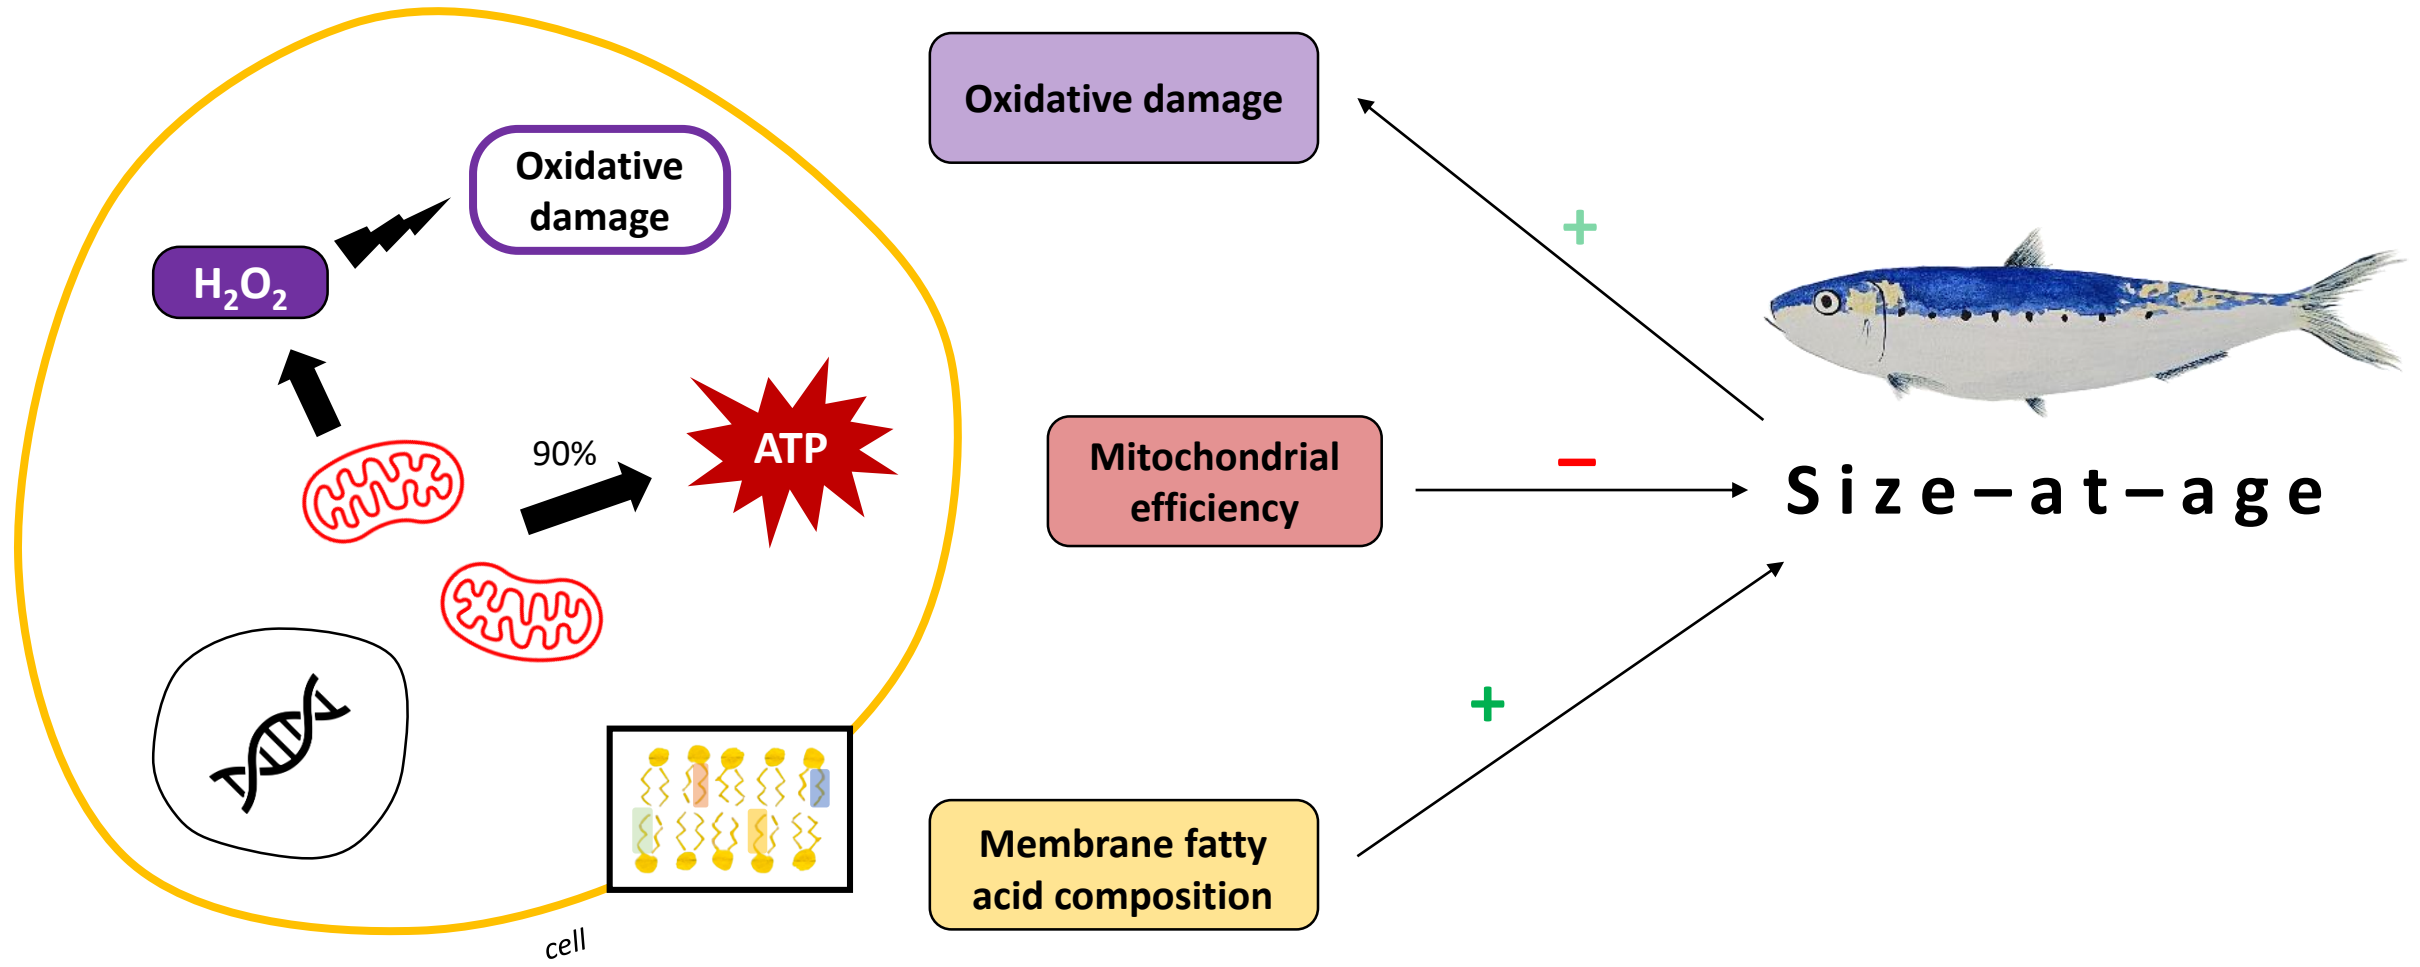 Oxidative
damage
H₂O₂
90%
ATP
cell
Oxidative damage
+
Mitochondrial
efficiency
–
Size–at–age
+
Membrane fatty
acid composition